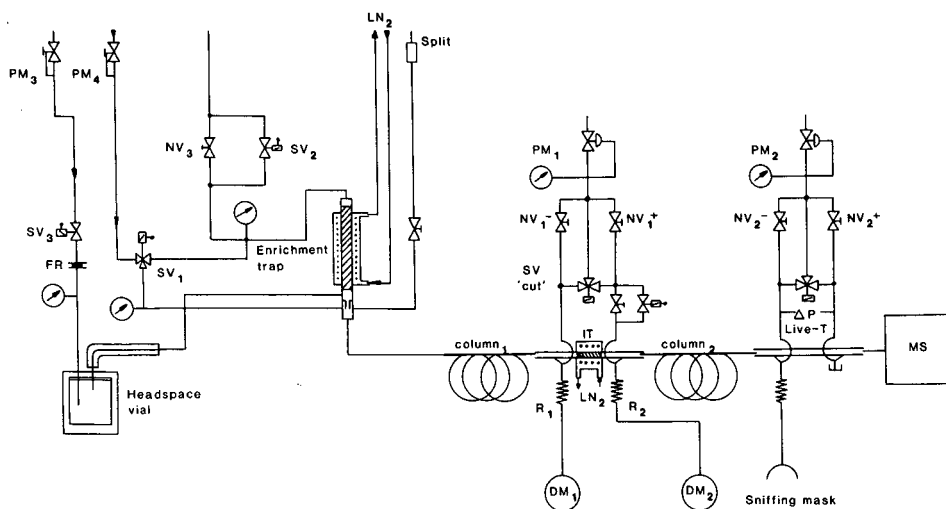 LN₂
Split
PM₃
PM₄
NV₃
SV₂
PM₁
PM₂
SV₃
FR
SV₁
Enrichment
trap
NV₁⁻
NV₁⁺
NV₂⁻
NV₂⁺
SV
'cut'
△ P
Live-T
IT
column₁
column₂
MS
LN₂
R₁
R₂
Headspace
vial
DM₁
DM₂
Sniffing mask